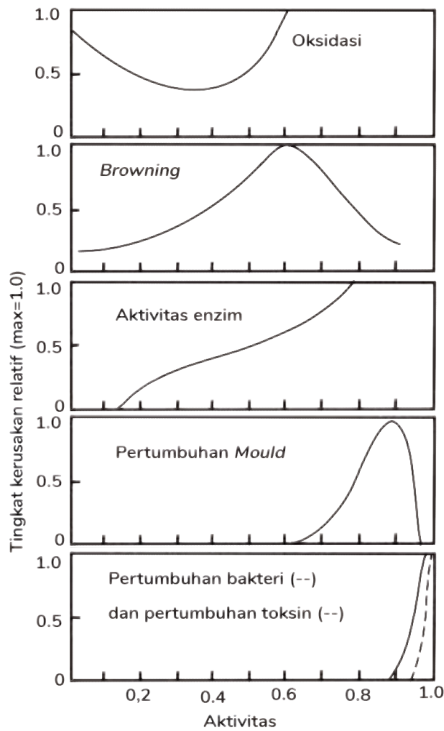 Tingkat kerusakan relatif (max=1.0)
1.0
Oksidasi
0.5
0
1.0
Browning
0.5
0
1.0
Aktivitas enzim
0.5
0
1.0
Pertumbuhan Mould
0.5
0
1.0
Pertumbuhan bakteri (--)
dan pertumbuhan toksin (--)
0.5
0
0,2 0.4 0.6 0.8 1.0
Aktivitas